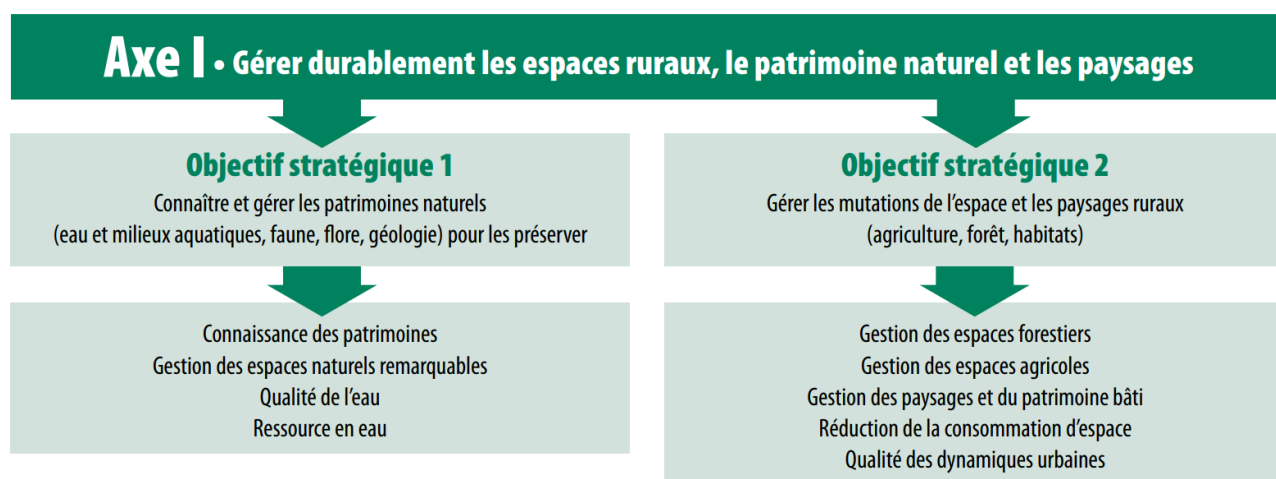 Axe I • Gérer durablement les espaces ruraux, le patrimoine naturel et les paysages
Objectif stratégique 1
Connaître et gérer les patrimoines naturels
(eau et milieux aquatiques, faune, flore, géologie) pour les préserver
Connaissance des patrimoines
Gestion des espaces naturels remarquables
Qualité de l’eau
Ressource en eau
Objectif stratégique 2
Gérer les mutations de l’espace et les paysages ruraux
(agriculture, forêt, habitats)
Gestion des espaces forestiers
Gestion des espaces agricoles
Gestion des paysages et du patrimoine bâti
Réduction de la consommation d’espace
Qualité des dynamiques urbaines